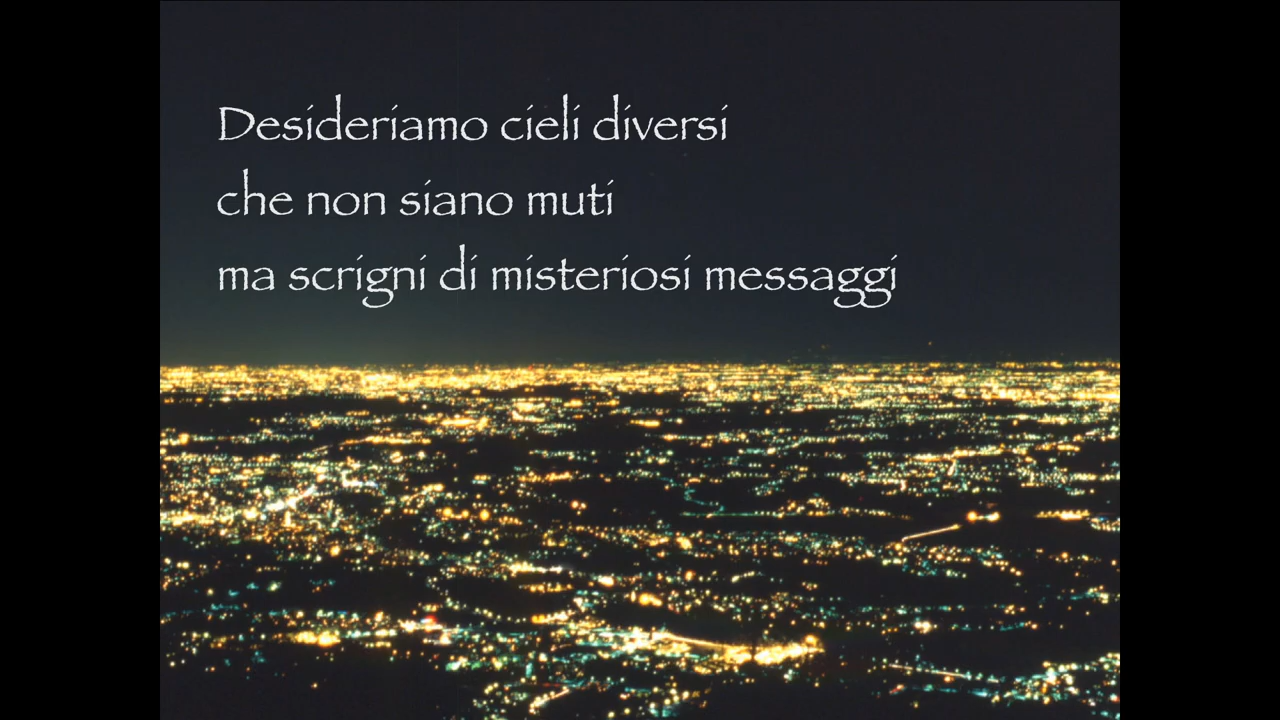 Desideriamo cieli diversi
che non siano muti
ma scrigni di misteriosi messaggi